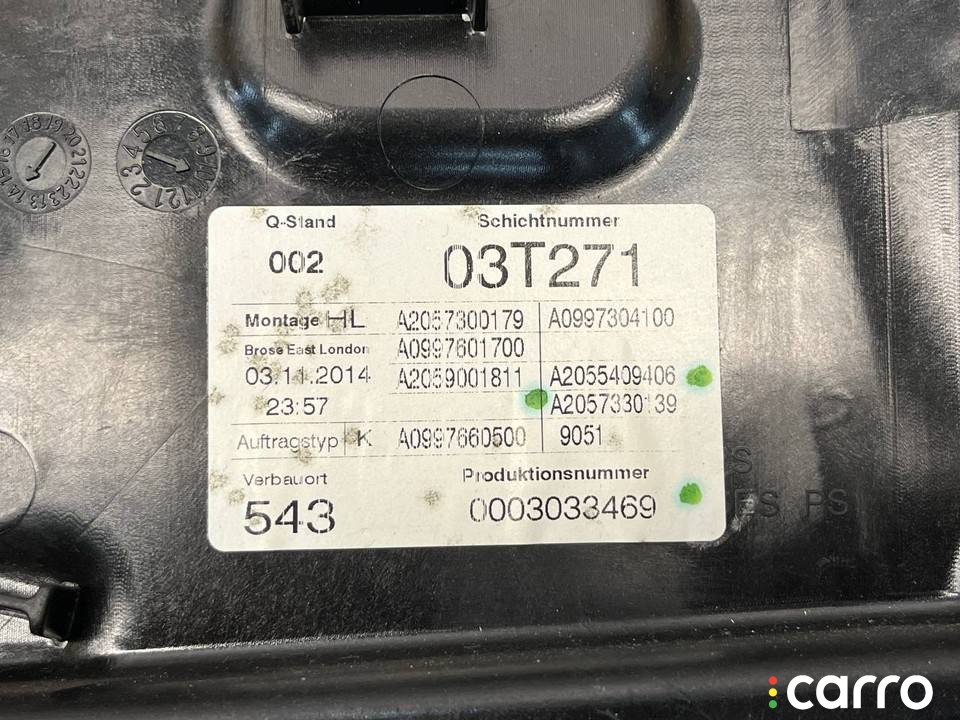 Q-Stand Schichtnummer
002 03T271
Montage HL A2057300179 A0997304100
Brose East London A0997601700
03.11.2014 A2059001811 A2055409406
23:57 A2057330139
Auftragstyp K A0997660500 9051
Verbauort Produktionsnummer
543 0003033469
carro